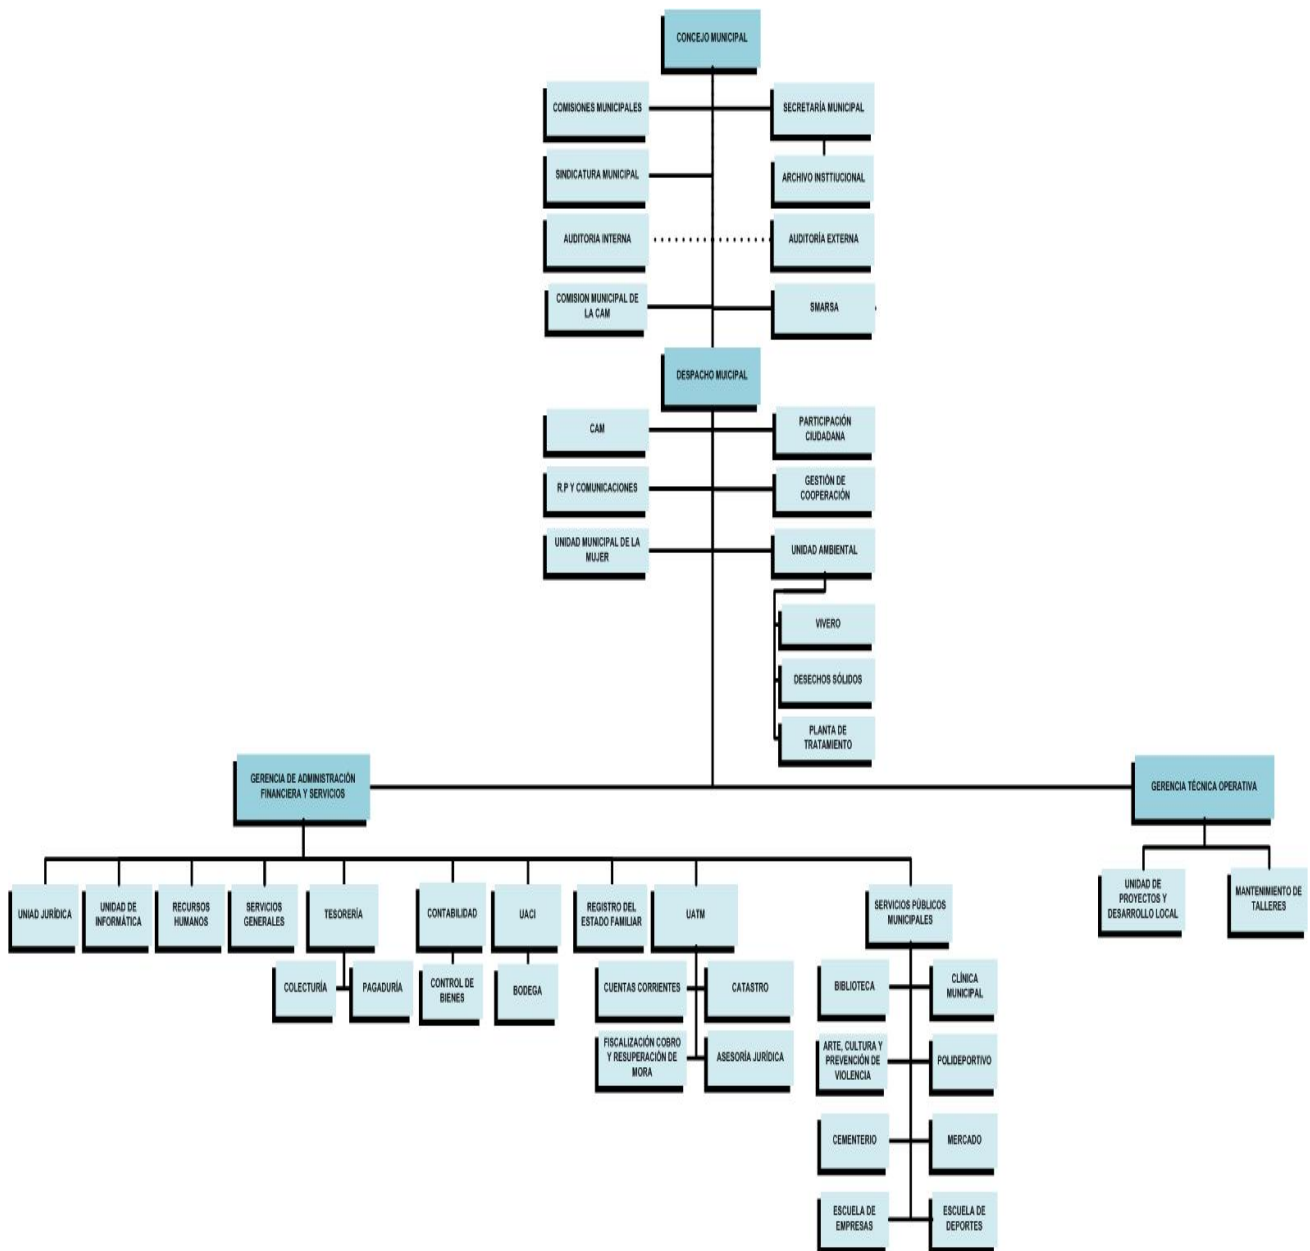 CONCEJO MUNICIPAL
COMISIONES MUNICIPALES
SECRETARÍA MUNICIPAL
SINDICATURA MUNICIPAL
ARCHIVO INSTTIUCIONAL
AUDITORIA INTERNA
AUDITORÍA EXTERNA
COMISION MUNICIPAL DE
LA CAM
SMARSA
DESPACHO MUICIPAL
CAM
PARTICIPACIÓN
CIUDADANA
R.P Y COMUNICACIONES
GESTIÓN DE
COOPERACIÓN
UNIDAD MUNICIPAL DE LA
MUJER
UNIDAD AMBIENTAL
VIVERO
DESECHOS SÓLIDOS
PLANTA DE
TRATAMIENTO
GERENCIA DE ADMINISTRACIÓN
FINANCIERA Y SERVICIOS
GERENCIA TÉCNICA OPERATIVA
UNIAD JURÍDICA
UNIDAD DE
INFORMÁTICA
RECURSOS
HUMANOS
SERVICIOS
GENERALES
TESORERÍA
CONTABILIDAD
UACI
REGISTRO DEL
ESTADO FAMILIAR
UATM
SERVICIOS PÚBLICOS
MUNICIPALES
UNIDAD DE
PROYECTOS Y
DESARROLLO LOCAL
MANTENIMIENTO DE
TALLERES
COLECTURÍA
PAGADURÍA
CONTROL DE
BIENES
BODEGA
CUENTAS CORRIENTES
CATASTRO
FISCALIZACIÓN COBRO
Y RESUPERACIÓN DE
MORA
ASESORÍA JURÍDICA
BIBLIOTECA
CLÍNICA
MUNICIPAL
ARTE, CULTURA Y
PREVENCIÓN DE
VIOLENCIA
POLIDEPORTIVO
CEMENTERIO
MERCADO
ESCUELA DE
EMPRESAS
ESCUELA DE
DEPORTES